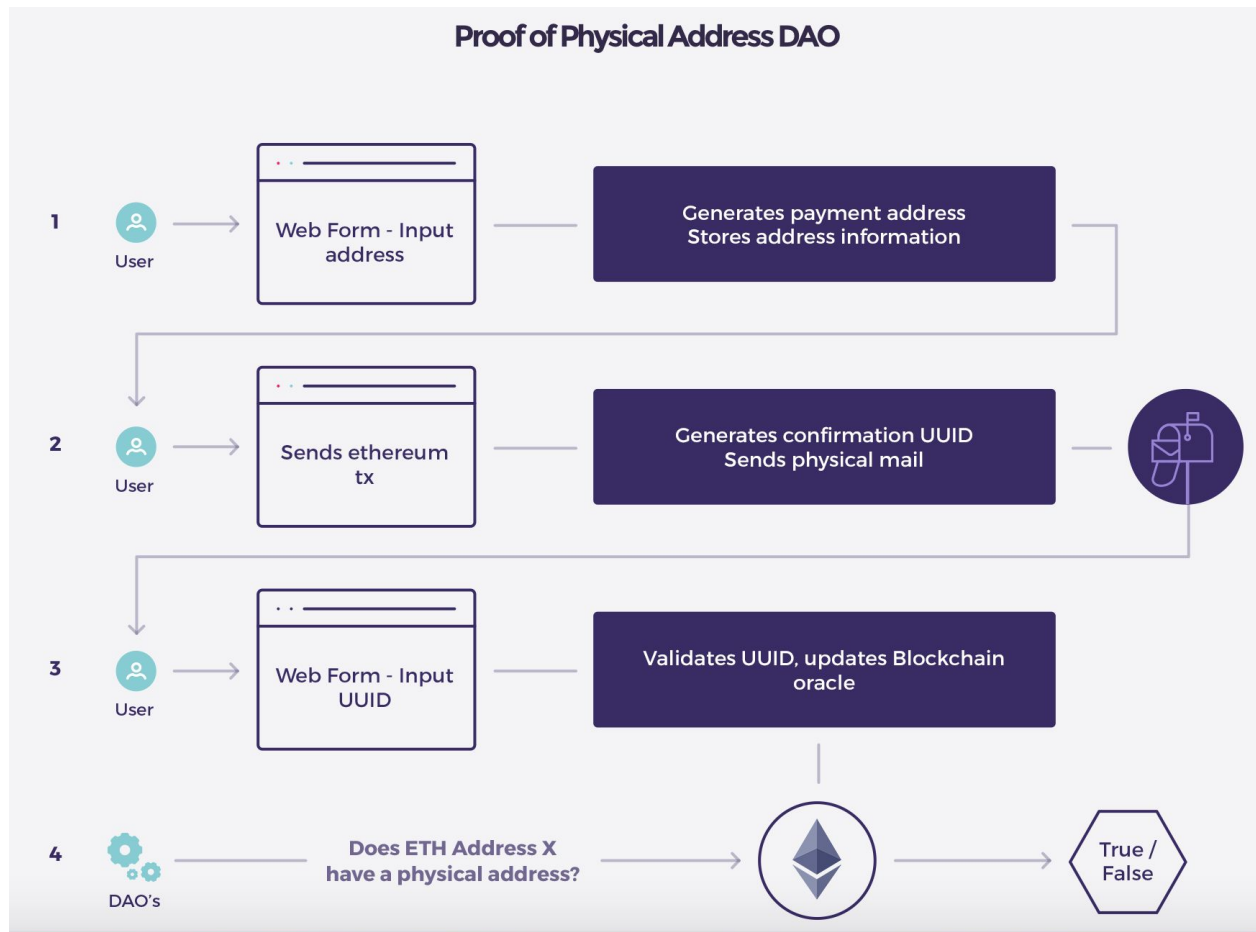 Proof of Physical Address DAO
1
User
Web Form - Input
address
Generates payment address
Stores address information
2
User
Sends ethereum
tx
Generates confirmation UUID
Sends physical mail
3
User
Web Form - Input
UUID
Validates UUID, updates Blockchain
oracle
4
DAO's
Does ETH Address X
have a physical address?
True /
False